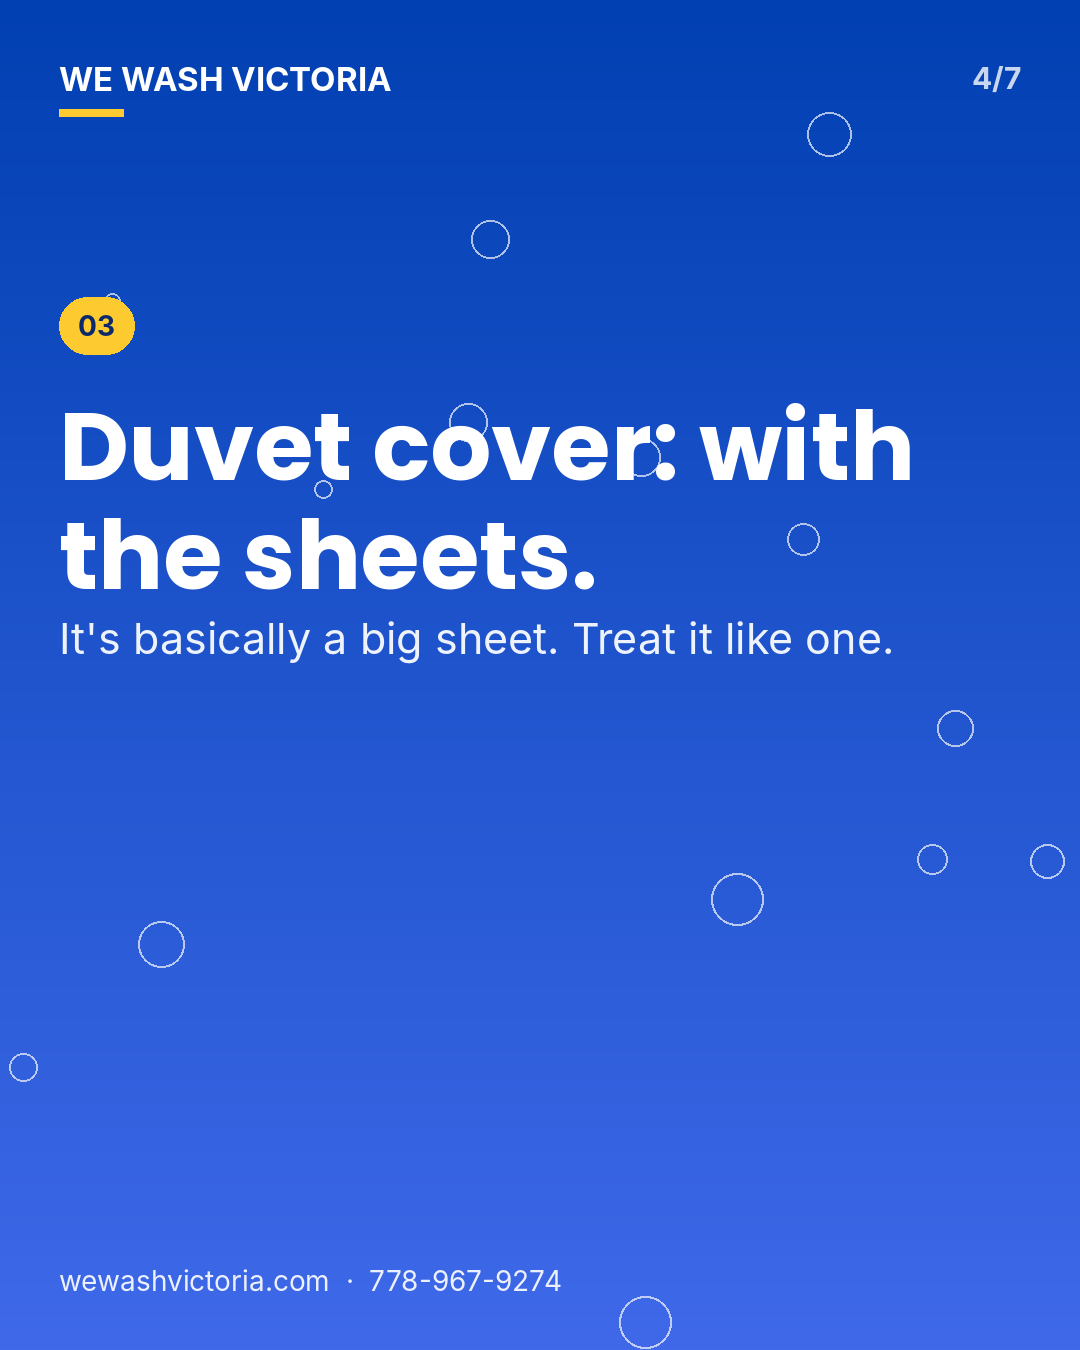 WE WASH VICTORIA
4/7
03
Duvet cover: with
the sheets.
It's basically a big sheet. Treat it like one.
wewashvictoria.com · 778-967-9274